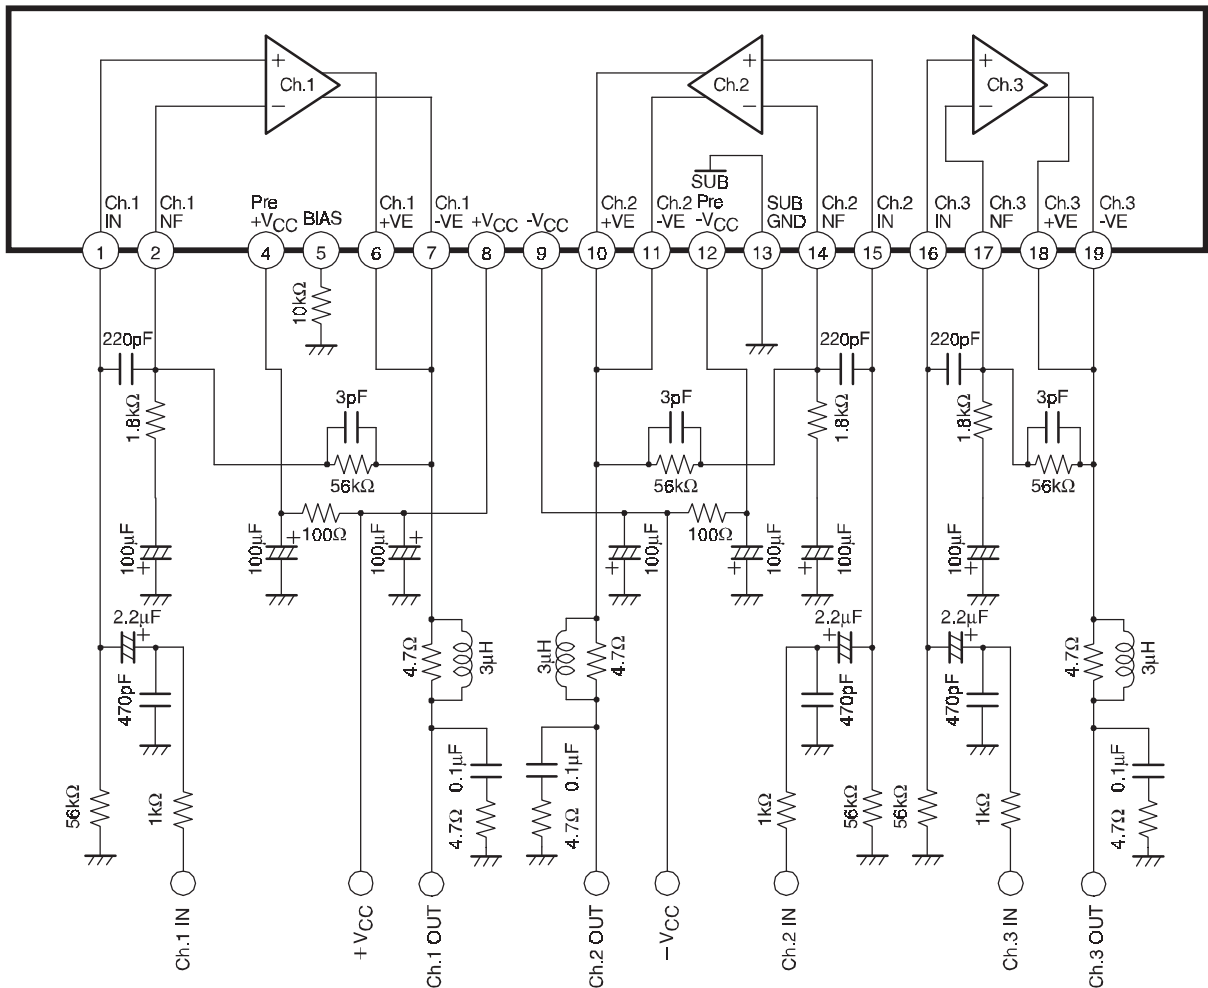 +
Ch.1
−
+
Ch.2
−
+
Ch.3
−
SUB
Ch.1 IN
Ch.1 NF
Pre +VCC
BIAS
Ch.1 +VE
Ch.1 -VE
+VCC
-VCC
Ch.2 +VE
Ch.2 -VE
Pre -VCC
SUB GND
Ch.2 NF
Ch.2 IN
Ch.3 IN
Ch.3 NF
Ch.3 +VE
Ch.3 -VE
1 2 4 5 6 7 8 9 10 11 12 13 14 15 16 17 18 19
10kΩ
220pF
220pF
220pF
1.8kΩ
3pF
3pF
1.8kΩ
1.8kΩ
3pF
56kΩ
56kΩ
56kΩ
100Ω
100Ω
100µF
+
100µF
+
100µF
+
100µF
+
100µF
+
100µF
+
100µF
+
2.2µF
+
2.2µF
+
2.2µF
+
470pF
4.7Ω
3µH
3µH
4.7Ω
470pF
470pF
4.7Ω
3µH
56kΩ
1kΩ
0.1µF
4.7Ω
0.1µF
4.7Ω
1kΩ
56kΩ
56kΩ
1kΩ
0.1µF
4.7Ω
Ch.1 IN
+VCC
Ch.1 OUT
Ch.2 OUT
−VCC
Ch.2 IN
Ch.3 IN
Ch.3 OUT